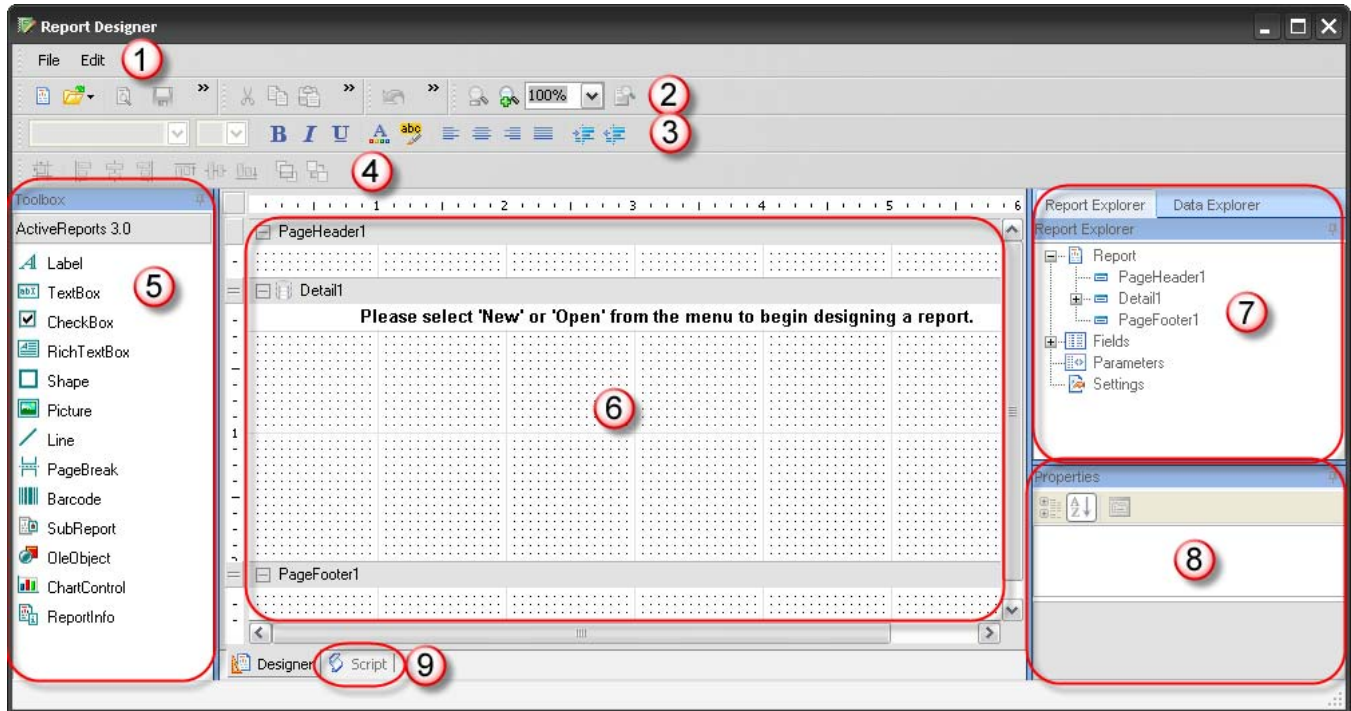 Report Designer
File Edit 1
» » » 100% 2
B I U A abc 3
4
Toolbox
ActiveReports 3.0
Label
TextBox
CheckBox
RichTextBox
Shape
Picture
Line
PageBreak
Barcode
SubReport
OleObject
ChartControl
ReportInfo
5
1 2 3 4 5 6
PageHeader1
Detail1
Please select 'New' or 'Open' from the menu to begin designing a report.
1
6
PageFooter1
Designer Script 9
Report Explorer Data Explorer
Report Explorer
Report
PageHeader1
Detail1
PageFooter1
Fields
Parameters
Settings
7
Properties
A Z
8